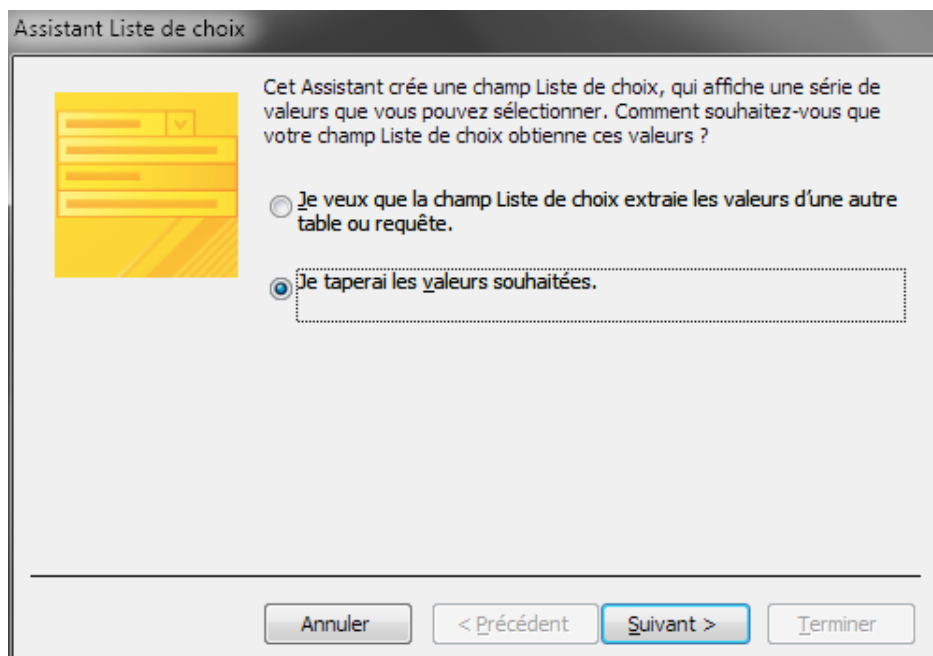 Assistant Liste de choix
Cet Assistant crée une champ Liste de choix, qui affiche une série de
valeurs que vous pouvez sélectionner. Comment souhaitez-vous que
votre champ Liste de choix obtienne ces valeurs ?
Je veux que la champ Liste de choix extraie les valeurs d'une autre
table ou requête.
Je taperai les valeurs souhaitées.
Annuler
< Précédent
Suivant >
Terminer